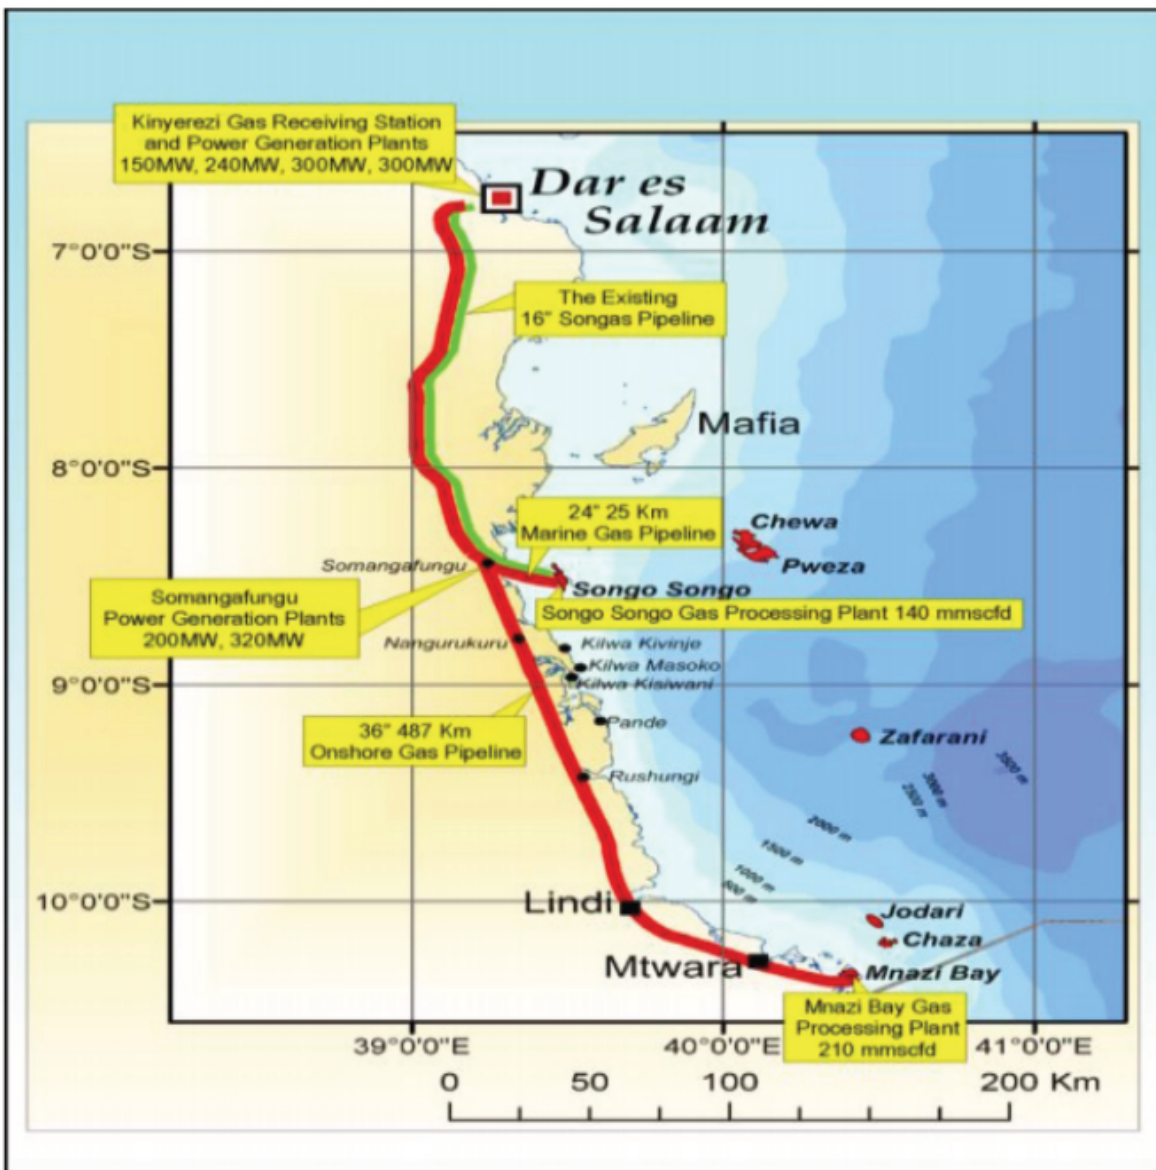 Kinyerezi Gas Receiving Station
and Power Generation Plants
150MW, 240MW, 300MW, 300MW
Dar es
Salaam
7°0'0"S
The Existing
16" Songas Pipeline
Mafia
8°0'0"S
24" 25 Km
Marine Gas Pipeline
Chewa
Pweza
Somangafungu
Songo Songo
Songo Songo Gas Processing Plant 140 mmscfd
Somangafungu
Power Generation Plants
200MW, 320MW
Nangurukuru
Kilwa Kivinje
Kilwa Masoko
Kilwa Kisiwani
9°0'0"S
36" 487 Km
Onshore Gas Pipeline
Pande
Zafarani
Rushungi
3500 m
3000 m
2500 m
2000 m
1500 m
1000 m
500 m
10°0'0"S
Lindi
Jodari
Chaza
Mtwara
Mnazi Bay
Mnazi Bay Gas
Processing Plant
210 mmscfd
39°0'0"E
40°0'0"E
41°0'0"E
0 50 100 200 Km